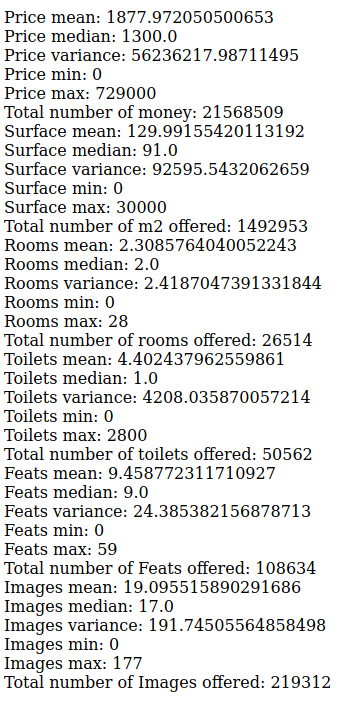 Price mean: 1877.972050500653
Price median: 1300.0
Price variance: 56236217.98711495
Price min: 0
Price max: 729000
Total number of money: 21568509
Surface mean: 129.99155420113192
Surface median: 91.0
Surface variance: 92595.5432062659
Surface min: 0
Surface max: 30000
Total number of m2 offered: 1492953
Rooms mean: 2.3085764040052243
Rooms median: 2.0
Rooms variance: 2.4187047391331844
Rooms min: 0
Rooms max: 28
Total number of rooms offered: 26514
Toilets mean: 4.402437962559861
Toilets median: 1.0
Toilets variance: 4208.035870057214
Toilets min: 0
Toilets max: 2800
Total number of toilets offered: 50562
Feats mean: 9.458772311710927
Feats median: 9.0
Feats variance: 24.385382156878713
Feats min: 0
Feats max: 59
Total number of Feats offered: 108634
Images mean: 19.095515890291686
Images median: 17.0
Images variance: 191.74505564858498
Images min: 0
Images max: 177
Total number of Images offered: 219312